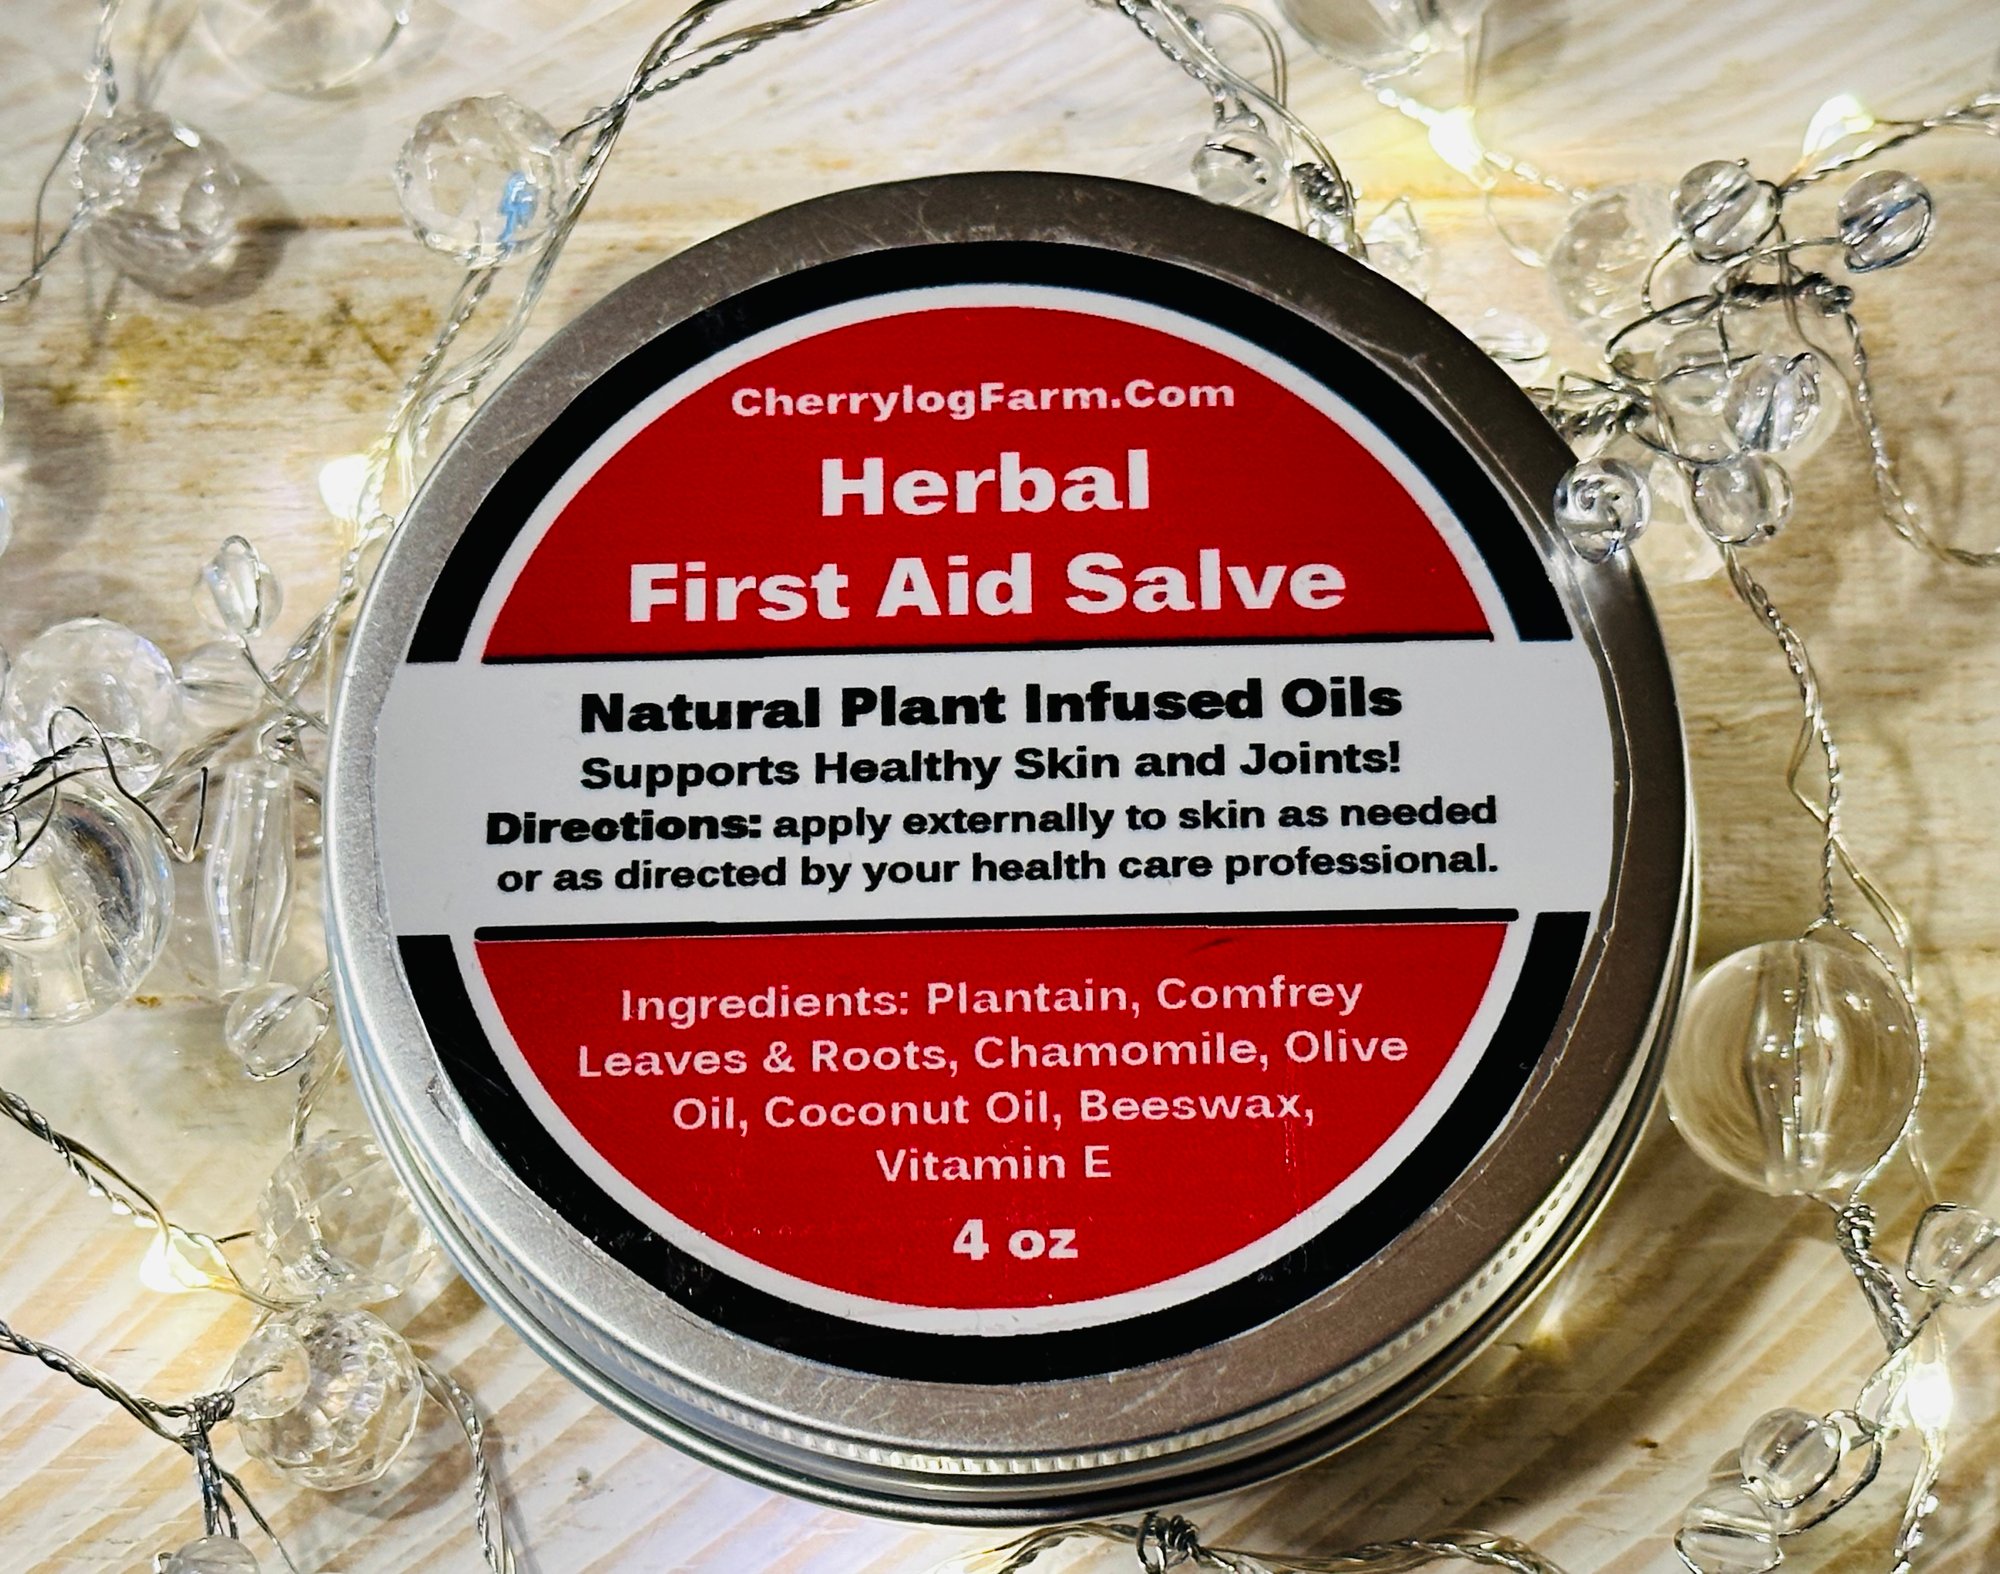 CherrylogFarm.Com
Herbal
First Aid Salve
Natural Plant Infused Oils
Supports Healthy Skin and Joints!
Directions: apply externally to skin as needed
or as directed by your health care professional.
Ingredients: Plantain, Comfrey
Leaves & Roots, Chamomile, Olive
Oil, Coconut Oil, Beeswax,
Vitamin E
4 oz